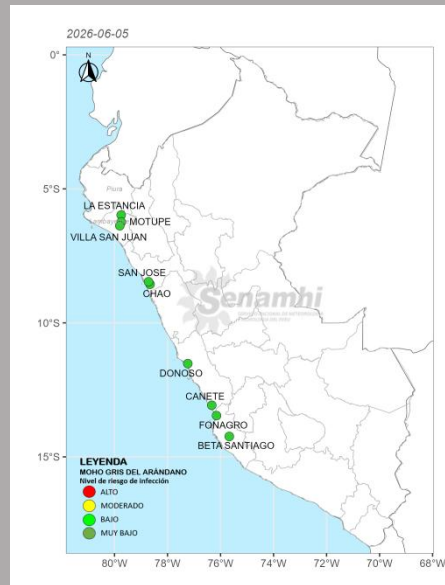 2026-06-05
N
0°
5°S
Piura
LA ESTANCIA
MOTUPE
VILLA SAN JUAN
SAN JOSE
CHAO
Senamhi
10°S
DONOSO
CANETE
FONAGRO
BETA SANTIAGO
15°S
LEYENDA
MOHO GRIS DEL ARÁNDANO
Nivel de riesgo de infección
ALTO
MODERADO
BAJO
MUY BAJO
80°W 78°W 76°W 74°W 72°W 70°W 68°W